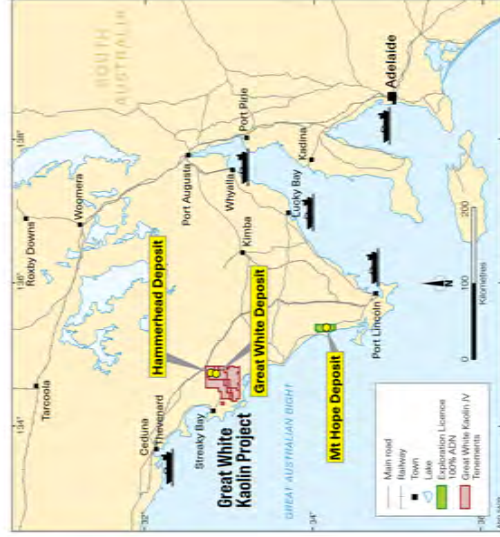 SOUTH
AUSTRALIA
134°
136°
138°
32°
34°
36°
Tarcoola
Roxby Downs
Woomera
Ceduna
Thevenard
Streaky Bay
Port Augusta
Port Pirie
Whyalla
Kimba
Kadina
Lucky Bay
Adelaide
Port Lincoln
Hammerhead Deposit
Great White Deposit
Great White
Kaolin Project
Mt Hope Deposit
GREAT AUSTRALIAN BIGHT
N
0
100
200
Kilometres
Main road
Railway
Town
Lake
Exploration Licence
100% ADN
Great White Kaolin JV
Tenements